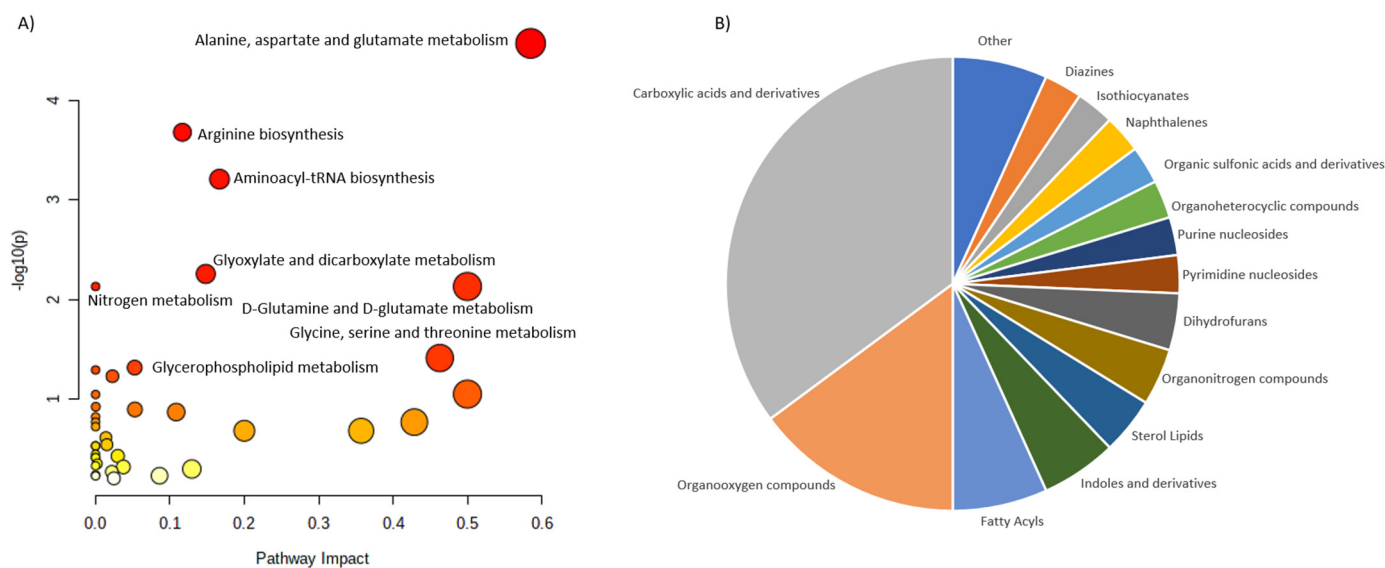 A)
Alanine, aspartate and glutamate metabolism
Arginine biosynthesis
Aminoacyl-tRNA biosynthesis
Glyoxylate and dicarboxylate metabolism
Nitrogen metabolism
D-Glutamine and D-glutamate metabolism
Glycine, serine and threonine metabolism
Glycerophospholipid metabolism
-log10(p)
4
3
2
1
0.0 0.1 0.2 0.3 0.4 0.5 0.6
Pathway Impact
B)
Other
Diazines
Isothiocyanates
Naphthalenes
Organic sulfonic acids and derivatives
Organoheterocyclic compounds
Purine nucleosides
Pyrimidine nucleosides
Dihydrofurans
Organonitrogen compounds
Sterol Lipids
Indoles and derivatives
Fatty Acyls
Organooxygen compounds
Carboxylic acids and derivatives